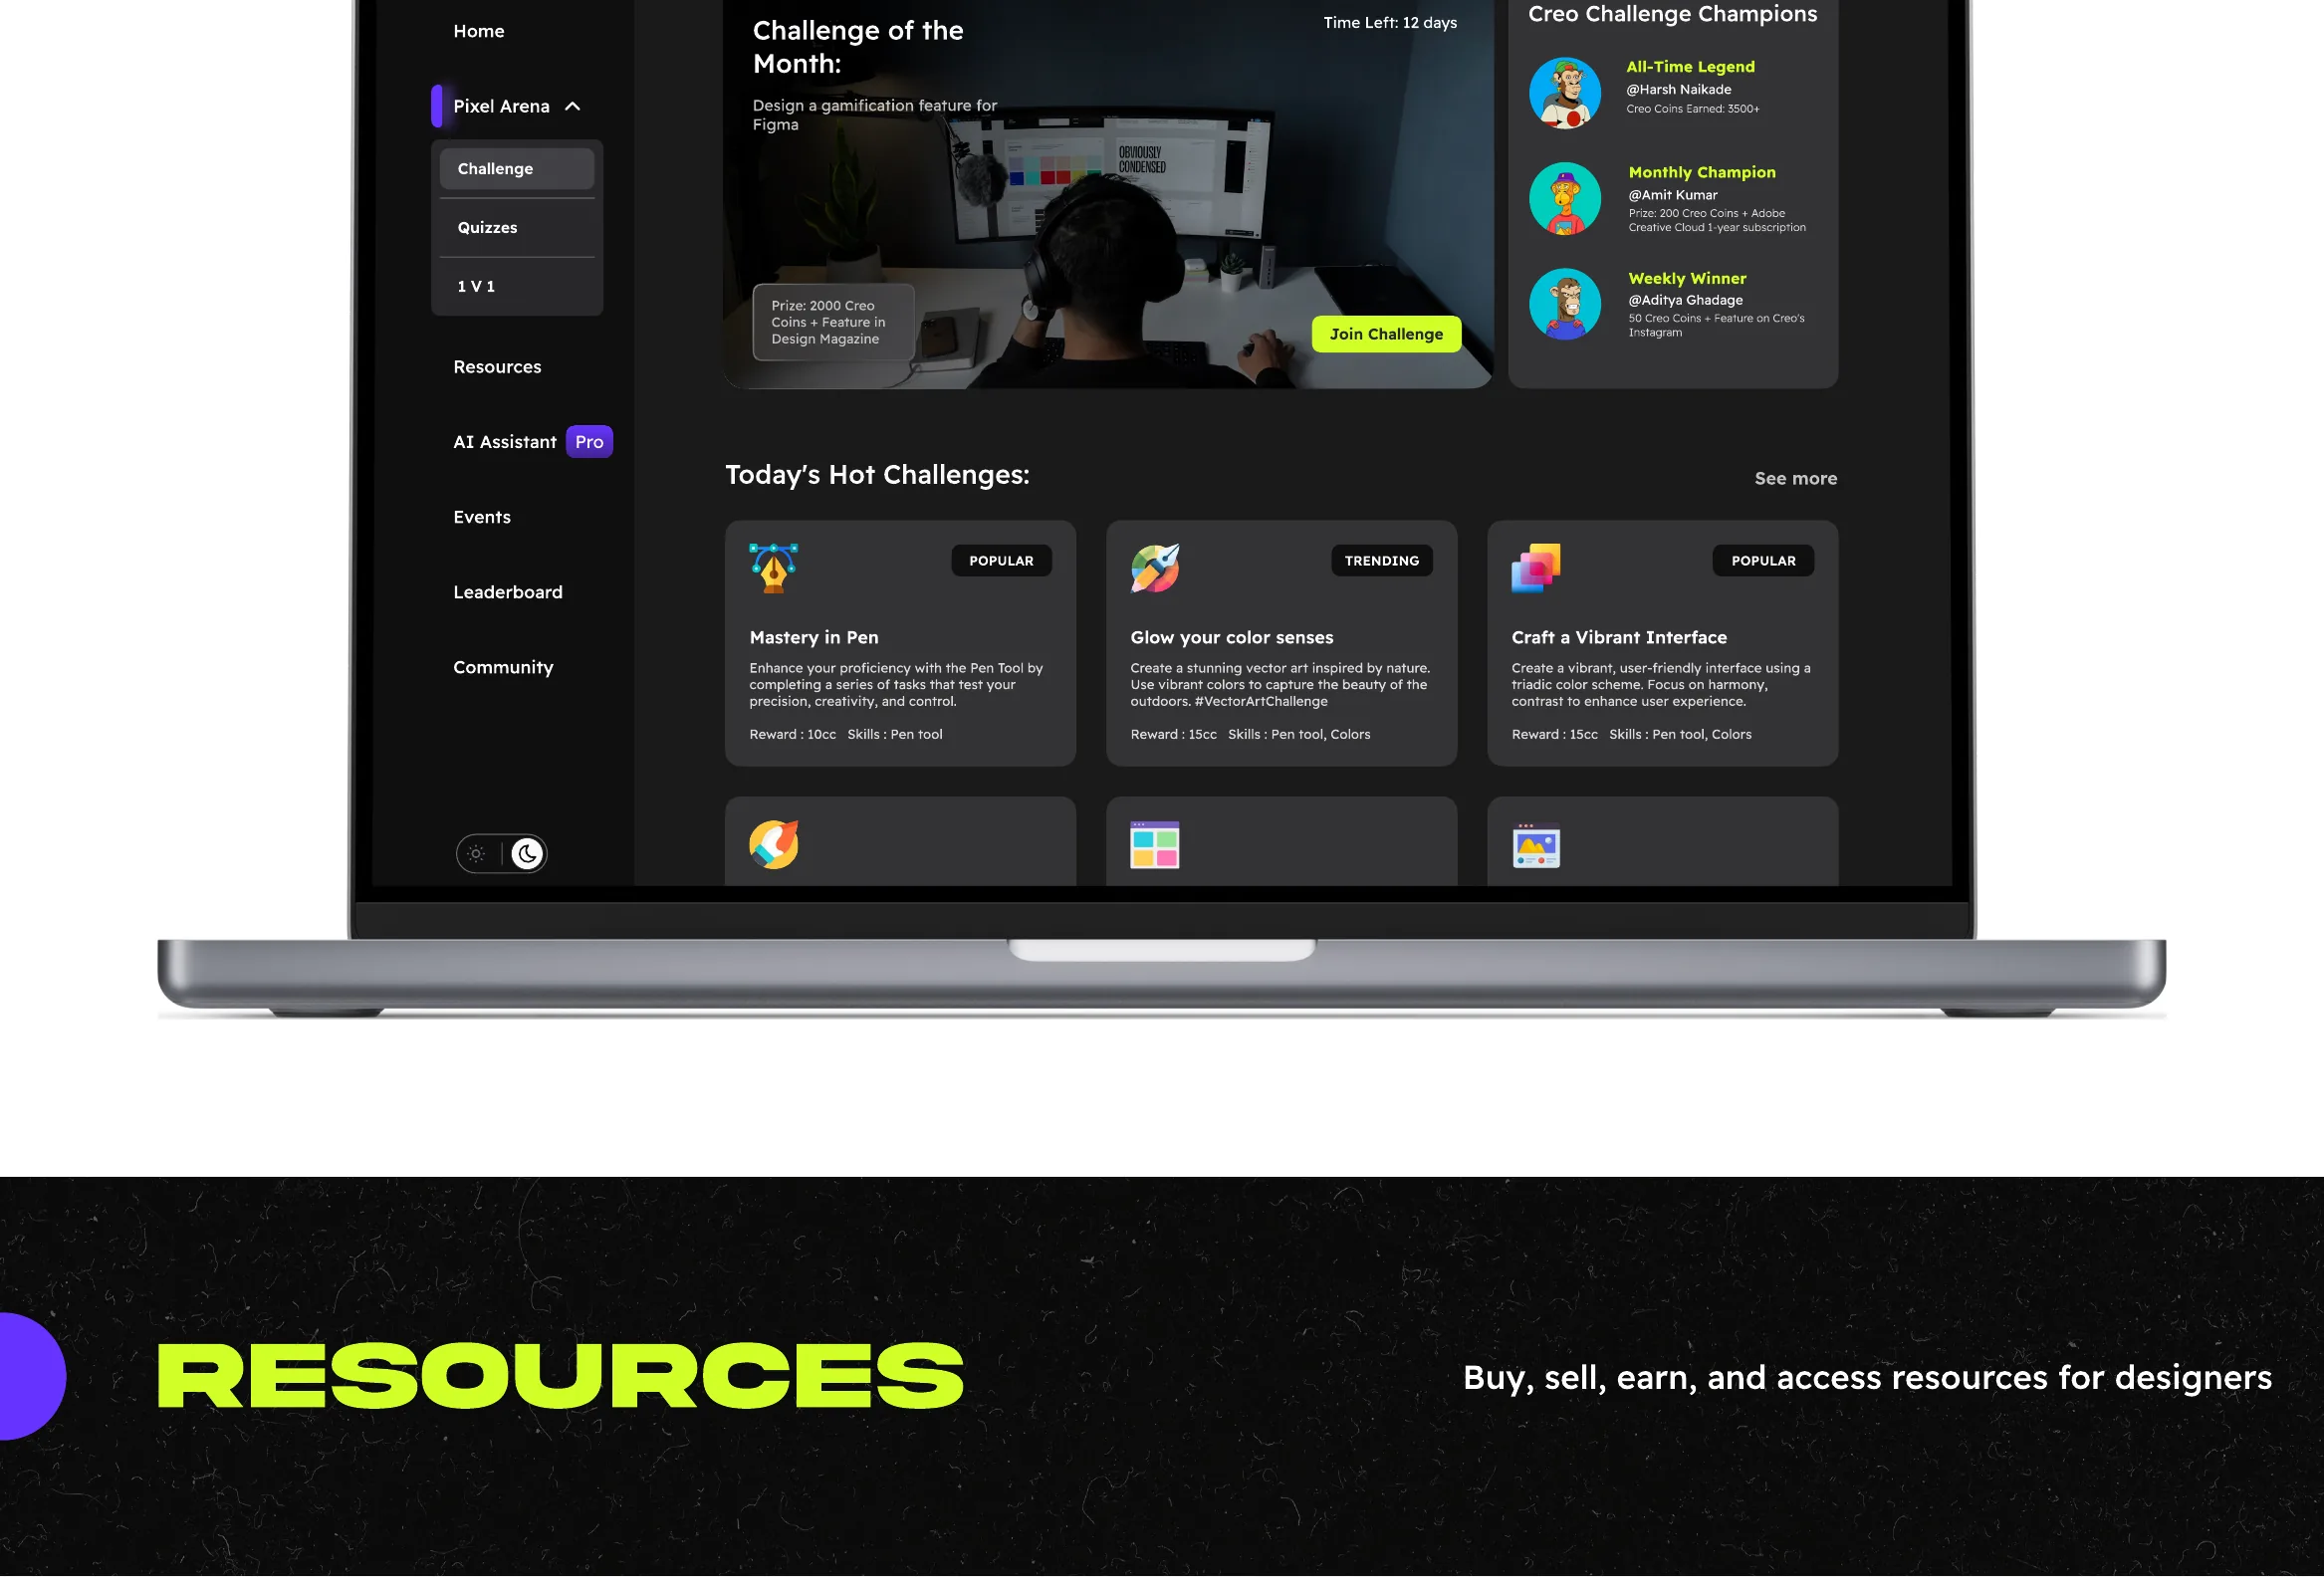 Home
Pixel Arena
Challenge
Quizzes
1 V 1
Resources
AI Assistant Pro
Events
Leaderboard
Community
Challenge of the
Month:
Time Left: 12 days
Design a gamification feature for
Figma
OBVIOUSLY
CONDENSED
Prize: 2000 Creo
Coins + Feature in
Design Magazine
Join Challenge
Creo Challenge Champions
All-Time Legend
@Harsh Naikade
Creo Coins Earned: 3500+
Monthly Champion
@Amit Kumar
Prize: 200 Creo Coins + Adobe
Creative Cloud 1-year subscription
Weekly Winner
@Aditya Ghadage
50 Creo Coins + Feature on Creo's
Instagram
Today's Hot Challenges:
See more
POPULAR
Mastery in Pen
Enhance your proficiency with the Pen Tool by
completing a series of tasks that test your
precision, creativity, and control.
Reward : 10cc Skills : Pen tool
TRENDING
Glow your color senses
Create a stunning vector art inspired by nature.
Use vibrant colors to capture the beauty of the
outdoors. #VectorArtChallenge
Reward : 15cc Skills : Pen tool, Colors
POPULAR
Craft a Vibrant Interface
Create a vibrant, user-friendly interface using a
triadic color scheme. Focus on harmony,
contrast to enhance user experience.
Reward : 15cc Skills : Pen tool, Colors
RESOURCES
Buy, sell, earn, and access resources for designers